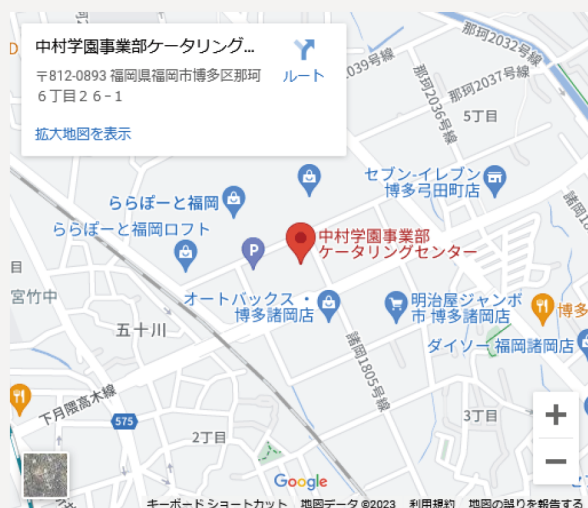 中村学園事業部ケータリング...
〒812-0893 福岡県福岡市博多区那珂
6丁目26-1
ルート
拡大地図を表示
那珂2032号線
2039号線
那珂2037号線
那珂2036号線
5丁目
セブン-イレブン
博多弓田町店
ららぽーと福岡
ららぽーと福岡ロフト
P
中村学園事業部
ケータリングセンター
諸岡18
目
宮竹中
オートバックス・
博多諸岡店
明治屋ジャンボ
市 博多諸岡店
博多
五十川
ダイソー 福岡諸岡店
諸岡1805号線
下月隈高木線
575
2丁目
3丁目
+
−
Google
キーボード ショートカット 地図データ ©2023 利用規約 地図の誤りを報告する